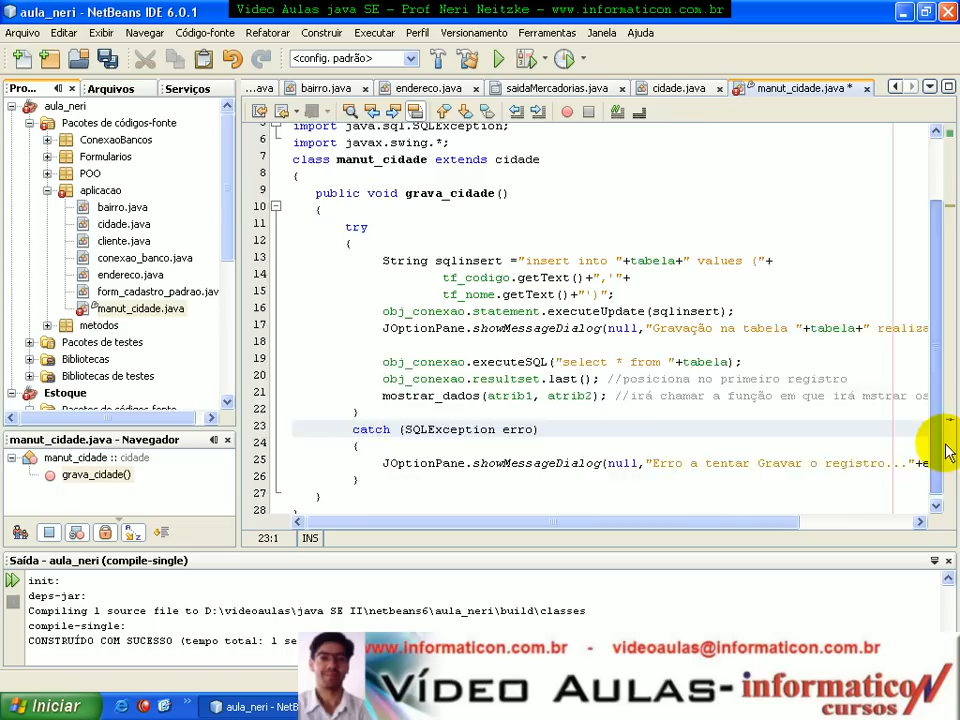 Video Aulas java SE - Prof Neri Neitzke - www.informaticon.com.br
aula_neri - NetBeans IDE 6.0.1
Arquivo Editar Exibir Navegar Código-fonte Refatorar Construir Executar Perfil Versionamento Ferramentas Janela Ajuda
<config. padrão>
Pro... Arquivos Serviços
...ava bairro.java endereco.java saidaMercadorias.java cidade.java manut_cidade.java *
aula_neri
Pacotes de códigos-fonte
ConexaoBancos
Formularios
POO
aplicacao
bairro.java
cidade.java
cliente.java
conexao_banco.java
endereco.java
form_cadastro_padrao.jav
manut_cidade.java
metodos
Pacotes de testes
Bibliotecas
Bibliotecas de testes
Estoque
Pacotes de códigos-fonte
5 import java.sql.SQLException;
6 import javax.swing.*;
7 class manut_cidade extends cidade
8 {
9 public void grava_cidade()
10 {
11 try
12 {
13 String sqlinsert ="insert into "+tabela+" values ("+
14 tf_codigo.getText()+",'"+
15 tf_nome.getText()+"')";
16 obj_conexao.statement.executeUpdate(sqlinsert);
17 JOptionPane.showMessageDialog(null,"Gravação na tabela "+tabela+" realiza
18
19 obj_conexao.executeSQL("select * from "+tabela);
20 obj_conexao.resultset.last(); //posiciona no primeiro registro
21 mostrar_dados(atrib1, atrib2); //irá chamar a função em que irá mstrar os
22 }
23 catch (SQLException erro)
24 {
25 JOptionPane.showMessageDialog(null,"Erro a tentar Gravar o registro..."+e
26 }
27 }
28 }
23:1 INS
manut_cidade.java - Navegador
manut_cidade :: cidade
grava_cidade()
Saída - aula_neri (compile-single)
init:
deps-jar:
Compiling 1 source file to D:\videoaulas\java SE II\netbeans6\aula_neri\build\classes
compile-single:
CONSTRUÍDO COM SUCESSO (tempo total: 1 se
www.informaticon.com.br - videoaulas@informaticon.com.br
VÍDEO AULAS- informaticoN
cursos
Iniciar aula_neri - NetB